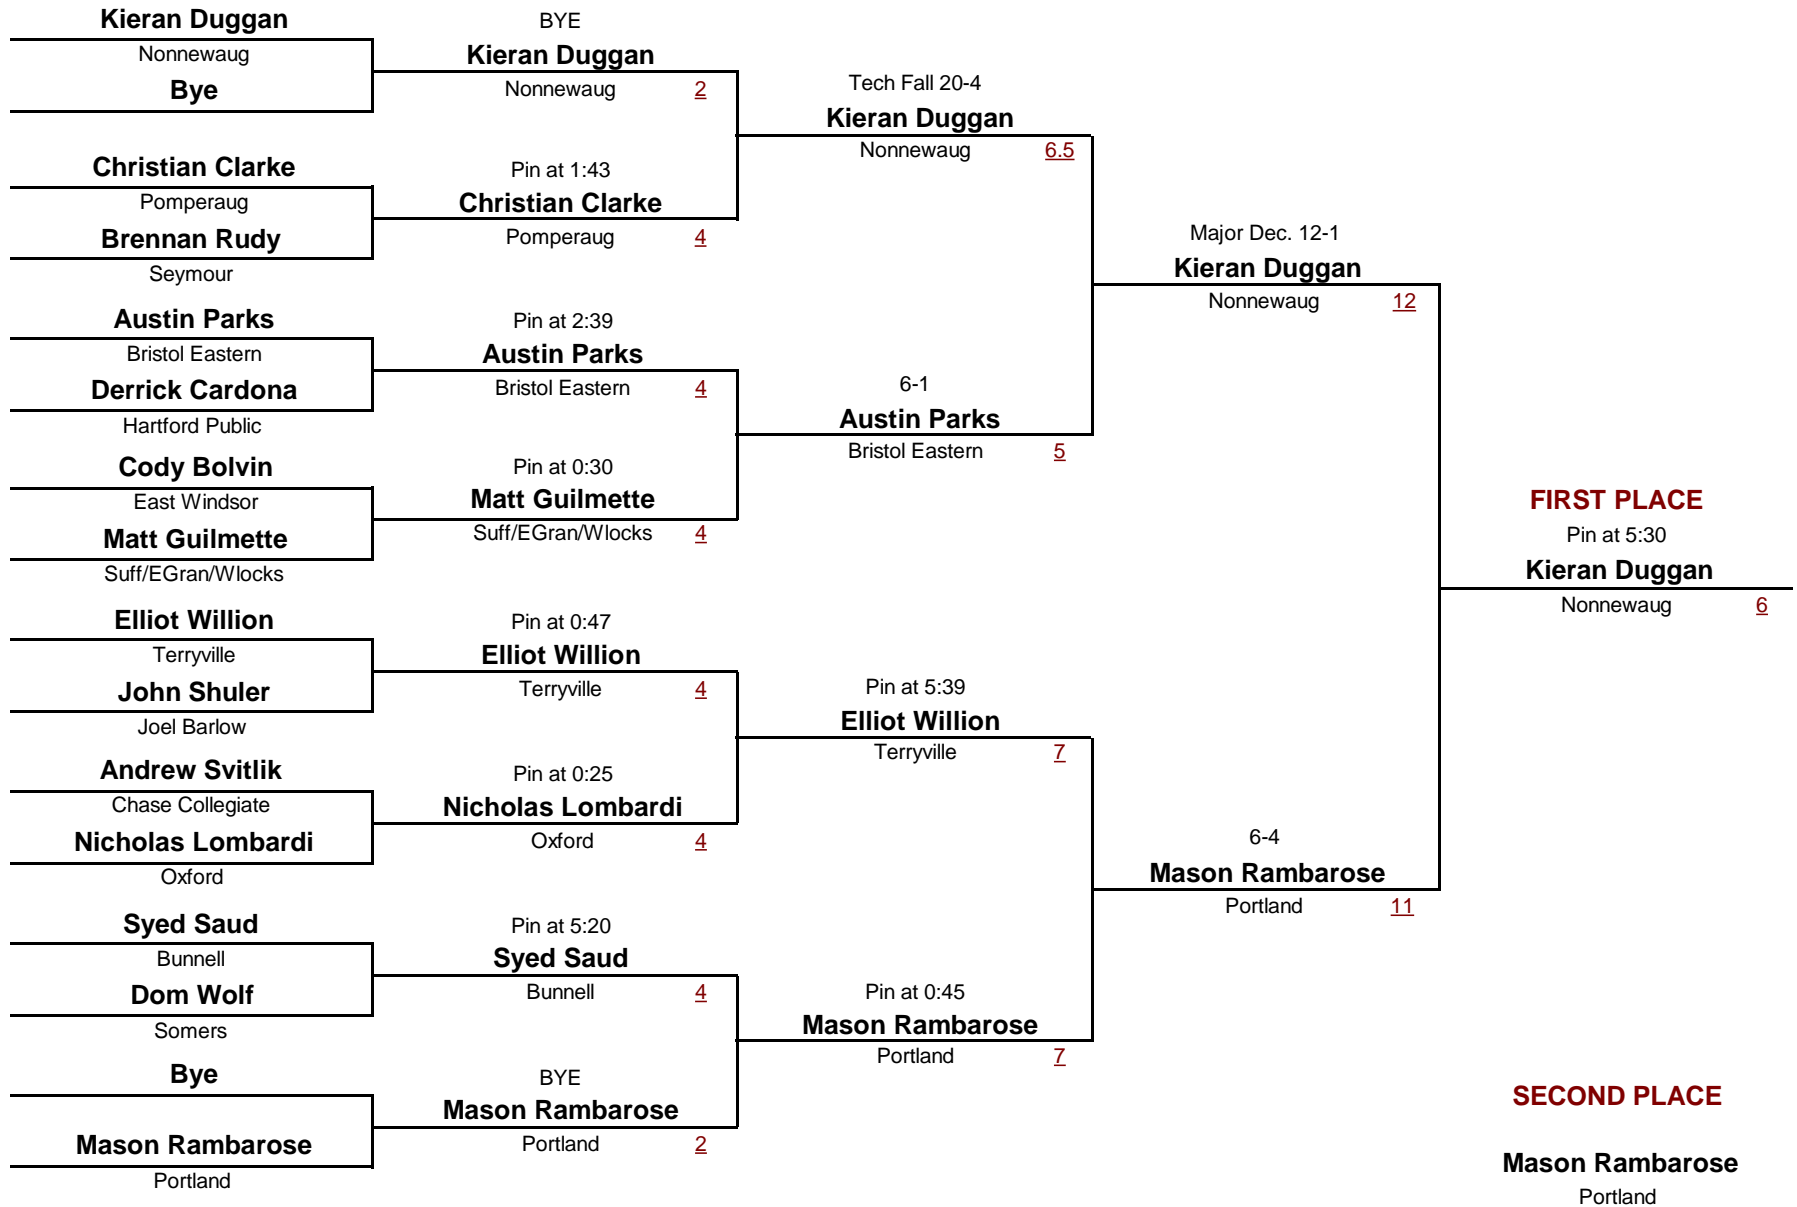 Kieran Duggan
Nonnewaug
Bye
Christian Clarke
Pomperaug
Brennan Rudy
Seymour
Austin Parks
Bristol Eastern
Derrick Cardona
Hartford Public
Cody Bolvin
East Windsor
Matt Guilmette
Suff/EGran/Wlocks
Elliot Willion
Terryville
John Shuler
Joel Barlow
Andrew Svitlik
Chase Collegiate
Nicholas Lombardi
Oxford
Syed Saud
Bunnell
Dom Wolf
Somers
Bye
Mason Rambarose
Portland
BYE
Kieran Duggan
Nonnewaug 2
Pin at 1:43
Christian Clarke
Pomperaug 4
Pin at 2:39
Austin Parks
Bristol Eastern 4
Pin at 0:30
Matt Guilmette
Suff/EGran/Wlocks 4
Pin at 0:47
Elliot Willion
Terryville 4
Pin at 0:25
Nicholas Lombardi
Oxford 4
Pin at 5:20
Syed Saud
Bunnell 4
BYE
Mason Rambarose
Portland 2
Tech Fall 20-4
Kieran Duggan
Nonnewaug 6.5
6-1
Austin Parks
Bristol Eastern 5
Pin at 5:39
Elliot Willion
Terryville 7
Pin at 0:45
Mason Rambarose
Portland 7
Major Dec. 12-1
Kieran Duggan
Nonnewaug 12
6-4
Mason Rambarose
Portland 11
FIRST PLACE
Pin at 5:30
Kieran Duggan
Nonnewaug 6
SECOND PLACE
Mason Rambarose
Portland